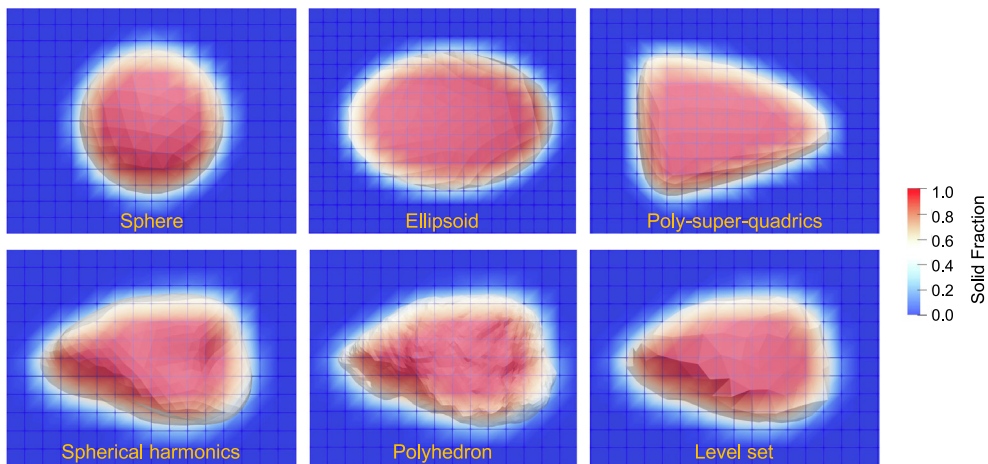 Sphere
Ellipsoid
Poly-super-quadrics
Spherical harmonics
Polyhedron
Level set
1.0
0.8
0.6
0.4
0.2
0.0
Solid Fraction